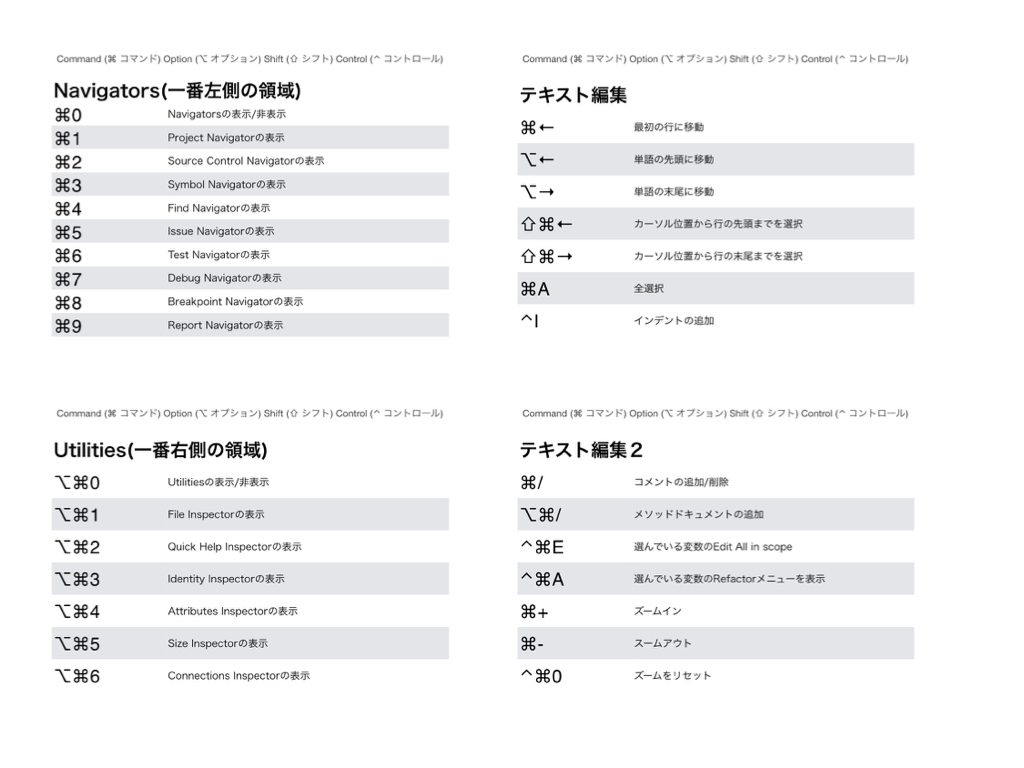 Command (⌘ コマンド) Option (⌥ オプション) Shift (⇧ シフト) Control (^ コントロール)
Navigators(一番左側の領域)
⌘0 Navigatorsの表示/非表示
⌘1 Project Navigatorの表示
⌘2 Source Control Navigatorの表示
⌘3 Symbol Navigatorの表示
⌘4 Find Navigatorの表示
⌘5 Issue Navigatorの表示
⌘6 Test Navigatorの表示
⌘7 Debug Navigatorの表示
⌘8 Breakpoint Navigatorの表示
⌘9 Report Navigatorの表示
Command (⌘ コマンド) Option (⌥ オプション) Shift (⇧ シフト) Control (^ コントロール)
テキスト編集
⌘← 最初の行に移動
⌥← 単語の先頭に移動
⌥→ 単語の末尾に移動
⇧⌘← カーソル位置から行の先頭までを選択
⇧⌘→ カーソル位置から行の末尾までを選択
⌘A 全選択
^I インデントの追加
Command (⌘ コマンド) Option (⌥ オプション) Shift (⇧ シフト) Control (^ コントロール)
Utilities(一番右側の領域)
⌥⌘0 Utilitiesの表示/非表示
⌥⌘1 File Inspectorの表示
⌥⌘2 Quick Help Inspectorの表示
⌥⌘3 Identity Inspectorの表示
⌥⌘4 Attributes Inspectorの表示
⌥⌘5 Size Inspectorの表示
⌥⌘6 Connections Inspectorの表示
Command (⌘ コマンド) Option (⌥ オプション) Shift (⇧ シフト) Control (^ コントロール)
テキスト編集２
⌘/ コメントの追加/削除
⌥⌘/ メソッドドキュメントの追加
^⌘E 選んでいる変数のEdit All in scope
^⌘A 選んでいる変数のRefactorメニューを表示
⌘+ ズームイン
⌘- スームアウト
^⌘0 ズームをリセット